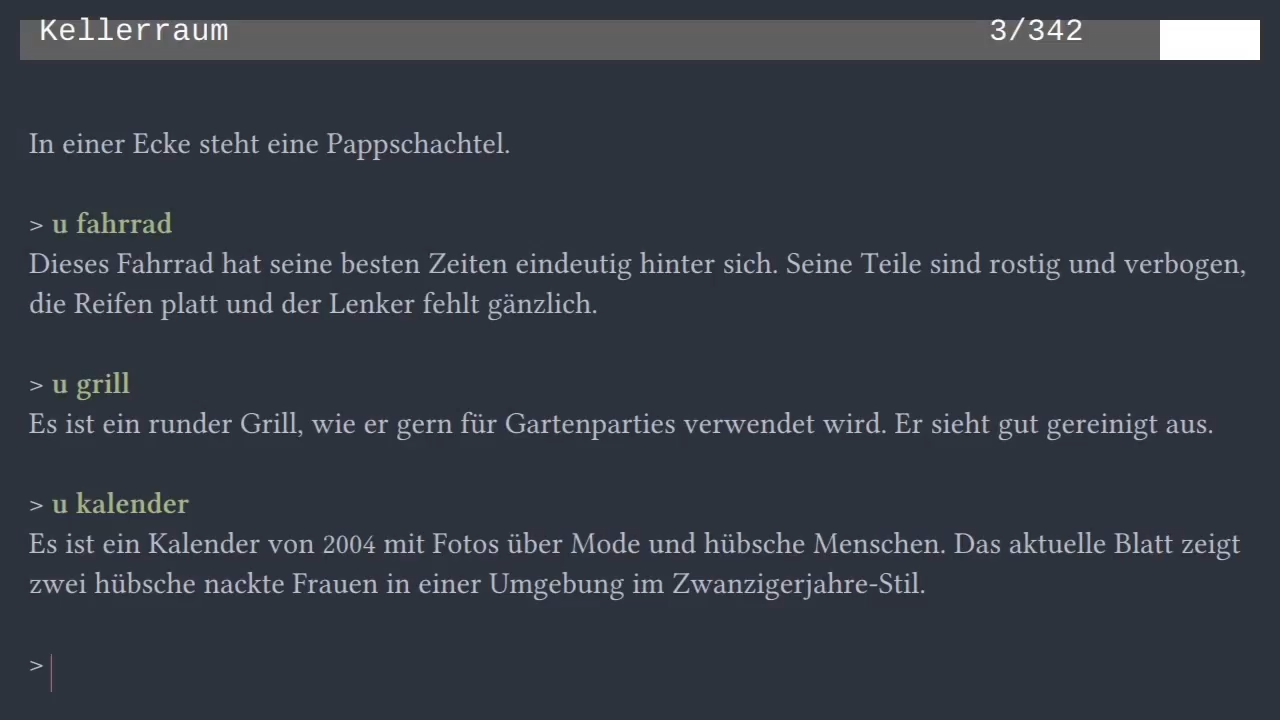 Kellerraum 3/342
In einer Ecke steht eine Pappschachtel.
> u fahrrad
Dieses Fahrrad hat seine besten Zeiten eindeutig hinter sich. Seine Teile sind rostig und verbogen,
die Reifen platt und der Lenker fehlt gänzlich.
> u grill
Es ist ein runder Grill, wie er gern für Gartenparties verwendet wird. Er sieht gut gereinigt aus.
> u kalender
Es ist ein Kalender von 2004 mit Fotos über Mode und hübsche Menschen. Das aktuelle Blatt zeigt
zwei hübsche nackte Frauen in einer Umgebung im Zwanzigerjahre-Stil.
>